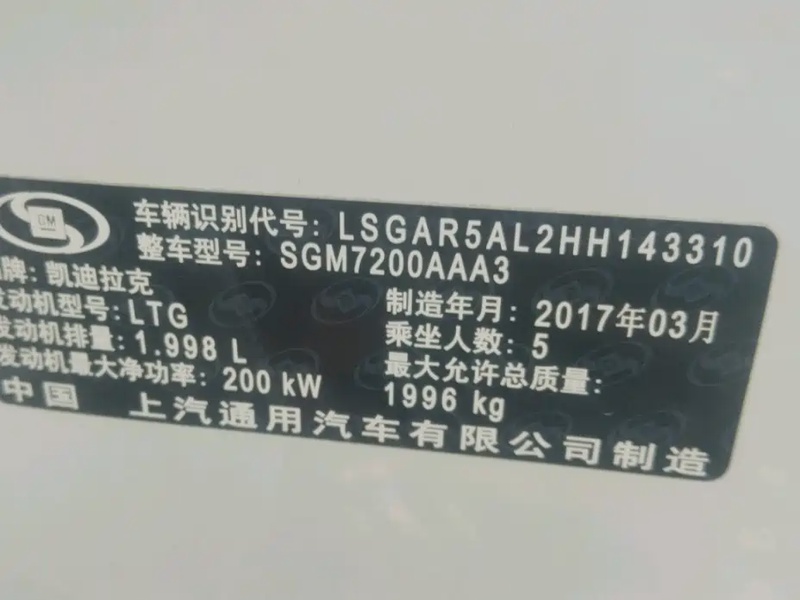 GM
车辆识别代号: LSGAR5AL2HH143310
整车型号: SGM7200AAA3
品牌: 凯迪拉克
发动机型号: LTG
制造年月: 2017年03月
发动机排量: 1.998 L
乘坐人数: 5
发动机最大净功率: 200 kW
最大允许总质量:
1996 kg
中国 上汽通用汽车有限公司制造